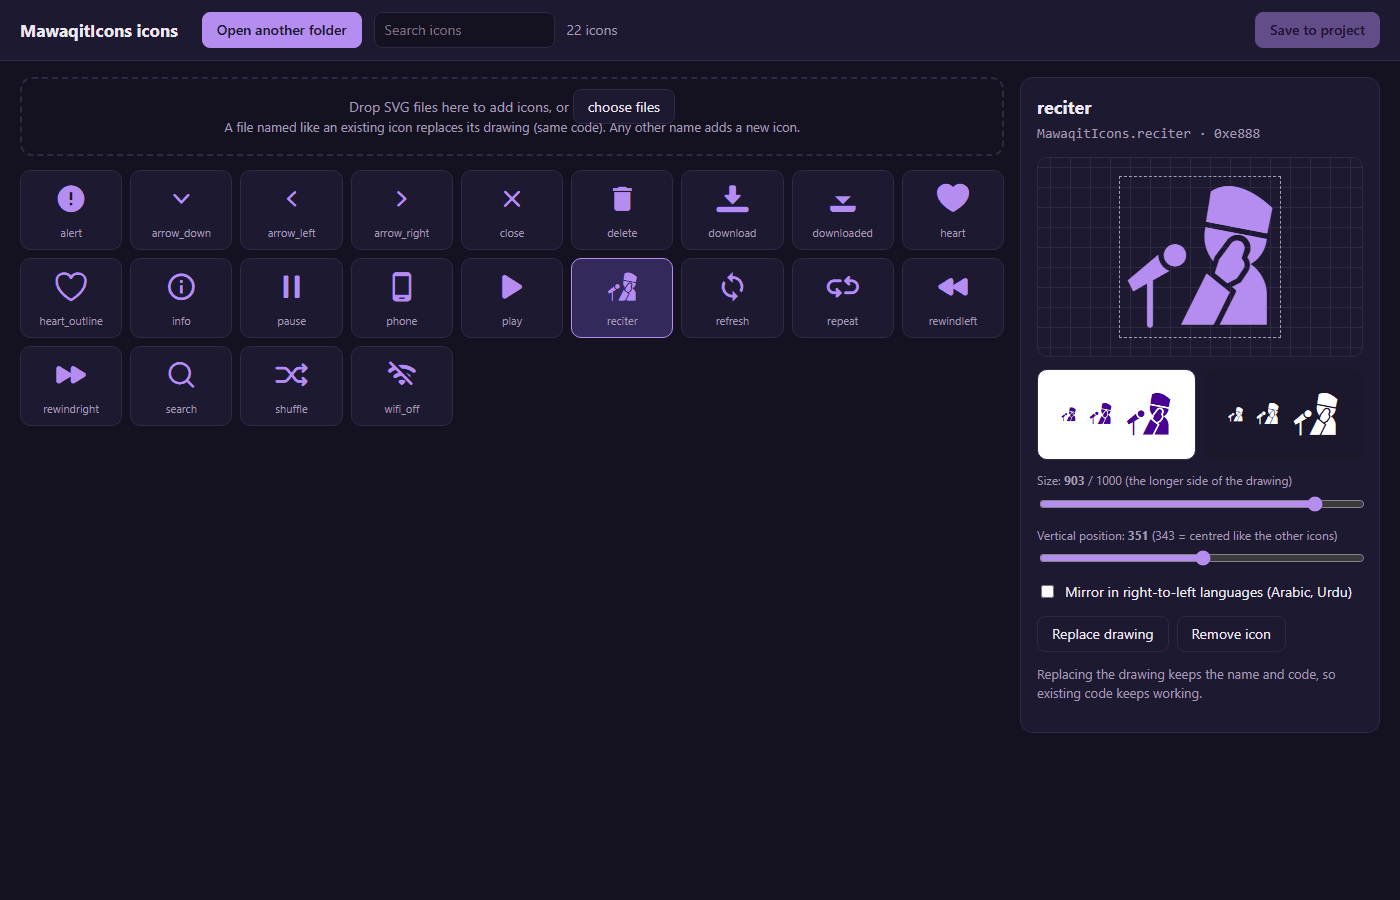 MawaqitIcons icons
Open another folder
Search icons
22 icons
Save to project
Drop SVG files here to add icons, or choose files
A file named like an existing icon replaces its drawing (same code). Any other name adds a new icon.
alert
arrow_down
arrow_left
arrow_right
close
delete
download
downloaded
heart
heart_outline
info
pause
phone
play
reciter
refresh
repeat
rewindleft
rewindright
search
shuffle
wifi_off
reciter
MawaqitIcons.reciter · 0xe888
Size: 903 / 1000 (the longer side of the drawing)
Vertical position: 351 (343 = centred like the other icons)
Mirror in right-to-left languages (Arabic, Urdu)
Replace drawing
Remove icon
Replacing the drawing keeps the name and code, so
existing code keeps working.